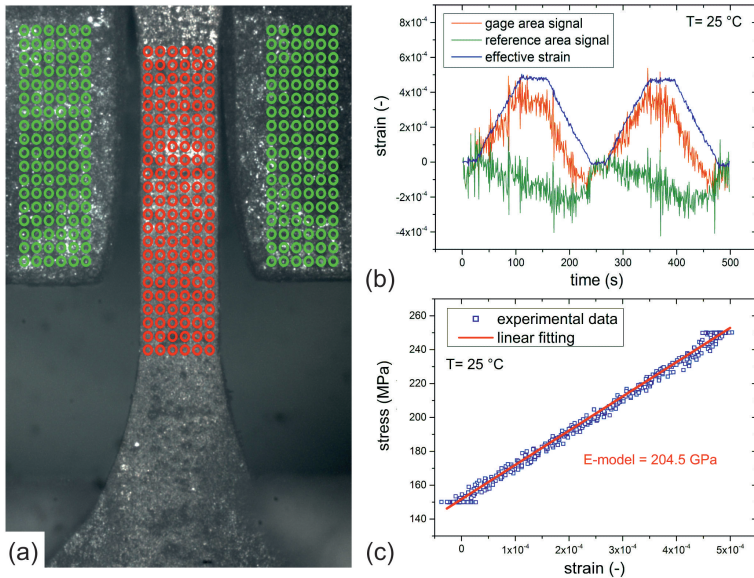 (a)
8x10⁻⁴
6x10⁻⁴
4x10⁻⁴
2x10⁻⁴
0
-2x10⁻⁴
-4x10⁻⁴
strain (-)
gage area signal
reference area signal
effective strain
T= 25 °C
0 100 200 300 400 500
time (s)
(b)
260
240
220
200
180
160
140
stress (MPa)
experimental data
linear fitting
T= 25 °C
E-model = 204.5 GPa
0 1x10⁻⁴ 2x10⁻⁴ 3x10⁻⁴ 4x10⁻⁴ 5x10⁻⁴
strain (-)
(c)